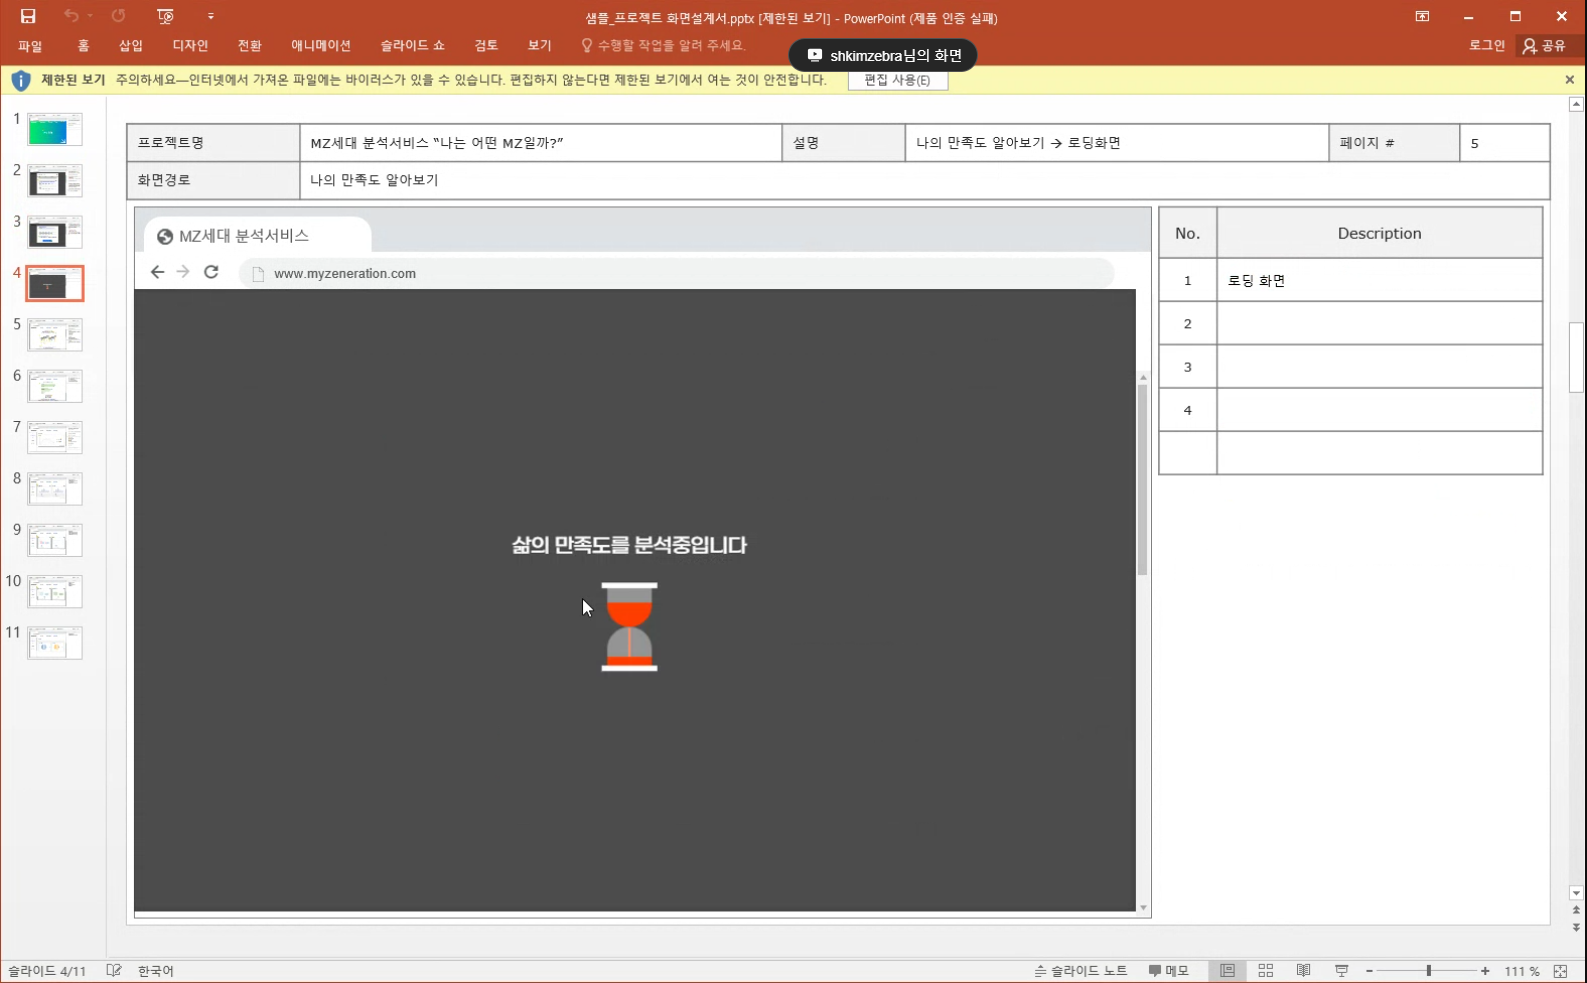 샘플_프로젝트 화면설계서.pptx [제한된 보기] - PowerPoint (제품 인증 실패)
파일 홈 삽입 디자인 전환 애니메이션 슬라이드 쇼 검토 보기 수행할 작업을 알려 주세요. 로그인 공유
shkimzebra님의 화면
제한된 보기 주의하세요—인터넷에서 가져온 파일에는 바이러스가 있을 수 있습니다. 편집하지 않는다면 제한된 보기에서 여는 것이 안전합니다. 편집 사용(E)
1
2
3
4
5
6
7
8
9
10
11
프로젝트명 MZ세대 분석서비스 “나는 어떤 MZ일까?” 설명 나의 만족도 알아보기 → 로딩화면 페이지 # 5
화면경로 나의 만족도 알아보기
MZ세대 분석서비스
www.myzeneration.com
삶의 만족도를 분석중입니다
No. Description
1 로딩 화면
2
3
4
슬라이드 4/11 한국어 슬라이드 노트 메모 111 %